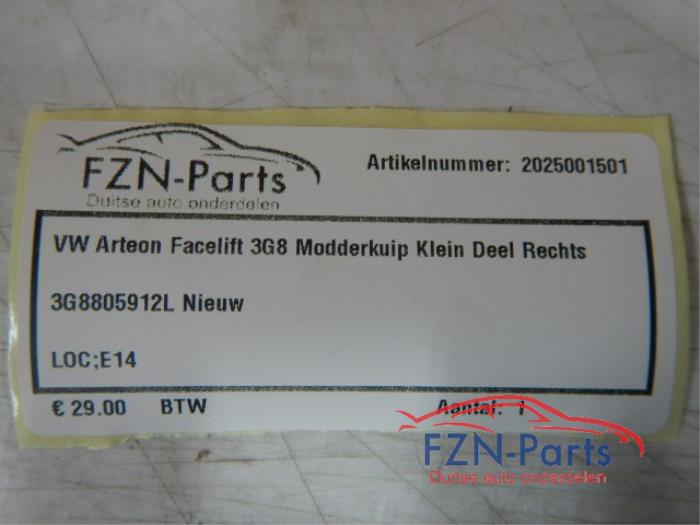 FZN-Parts
Duitse auto onderdelen
Artikelnummer: 2025001501
VW Arteon Facelift 3G8 Modderkuip Klein Deel Rechts
3G8805912L Nieuw
LOC;E14
€ 29.00 BTW Aantal: 1
FZN-Parts
Duitse auto onderdelen